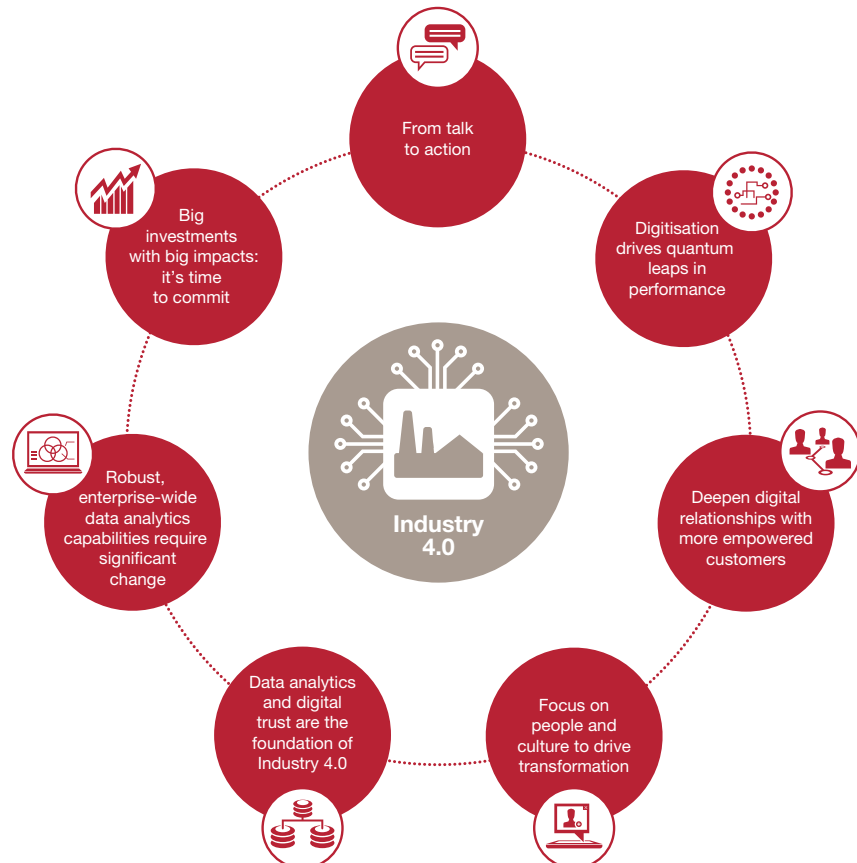 From talk
to action
Digitisation
drives quantum
leaps in
performance
Deepen digital
relationships with
more empowered
customers
Focus on
people and
culture to drive
transformation
Data analytics
and digital
trust are the
foundation of
Industry 4.0
Robust,
enterprise-wide
data analytics
capabilities require
significant
change
Big
investments
with big impacts:
it’s time
to commit
Industry
4.0